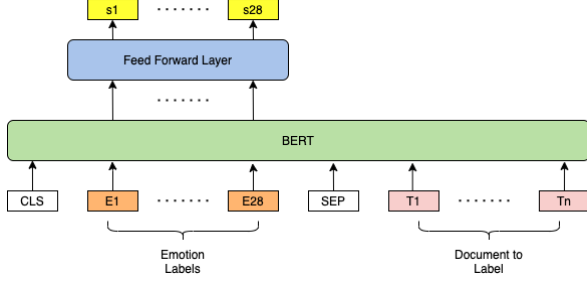 s1 ....... s28
Feed Forward Layer
.......
BERT
CLS E1 ....... E28 SEP T1 ....... Tn
Emotion Document to
Labels Label